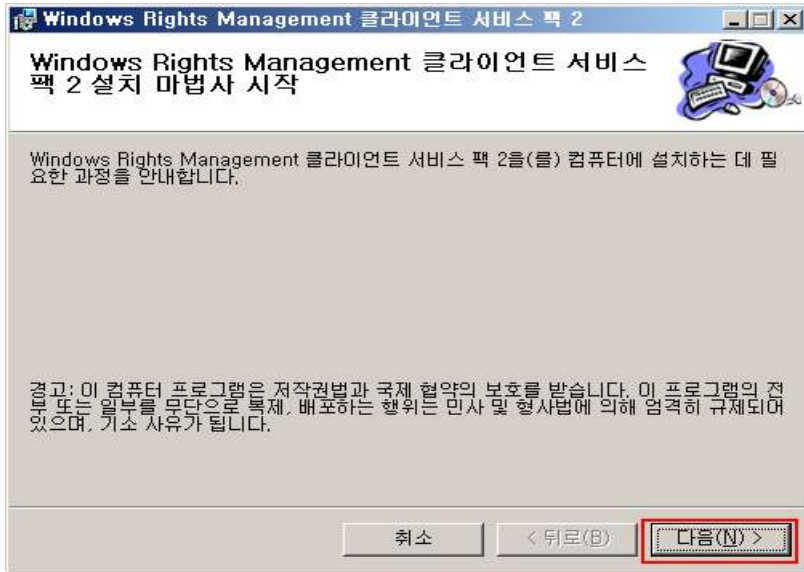 Windows Rights Management 클라이언트 서비스 팩 2
Windows Rights Management 클라이언트 서비스
팩 2 설치 마법사 시작
Windows Rights Management 클라이언트 서비스 팩 2을(를) 컴퓨터에 설치하는 데 필
요한 과정을 안내합니다.
경고: 이 컴퓨터 프로그램은 저작권법과 국제 협약의 보호를 받습니다. 이 프로그램의 전
부 또는 일부를 무단으로 복제, 배포하는 행위는 민사 및 형사법에 의해 엄격히 규제되어
있으며, 기소 사유가 됩니다.
취소 < 뒤로(B) 다음(N) >